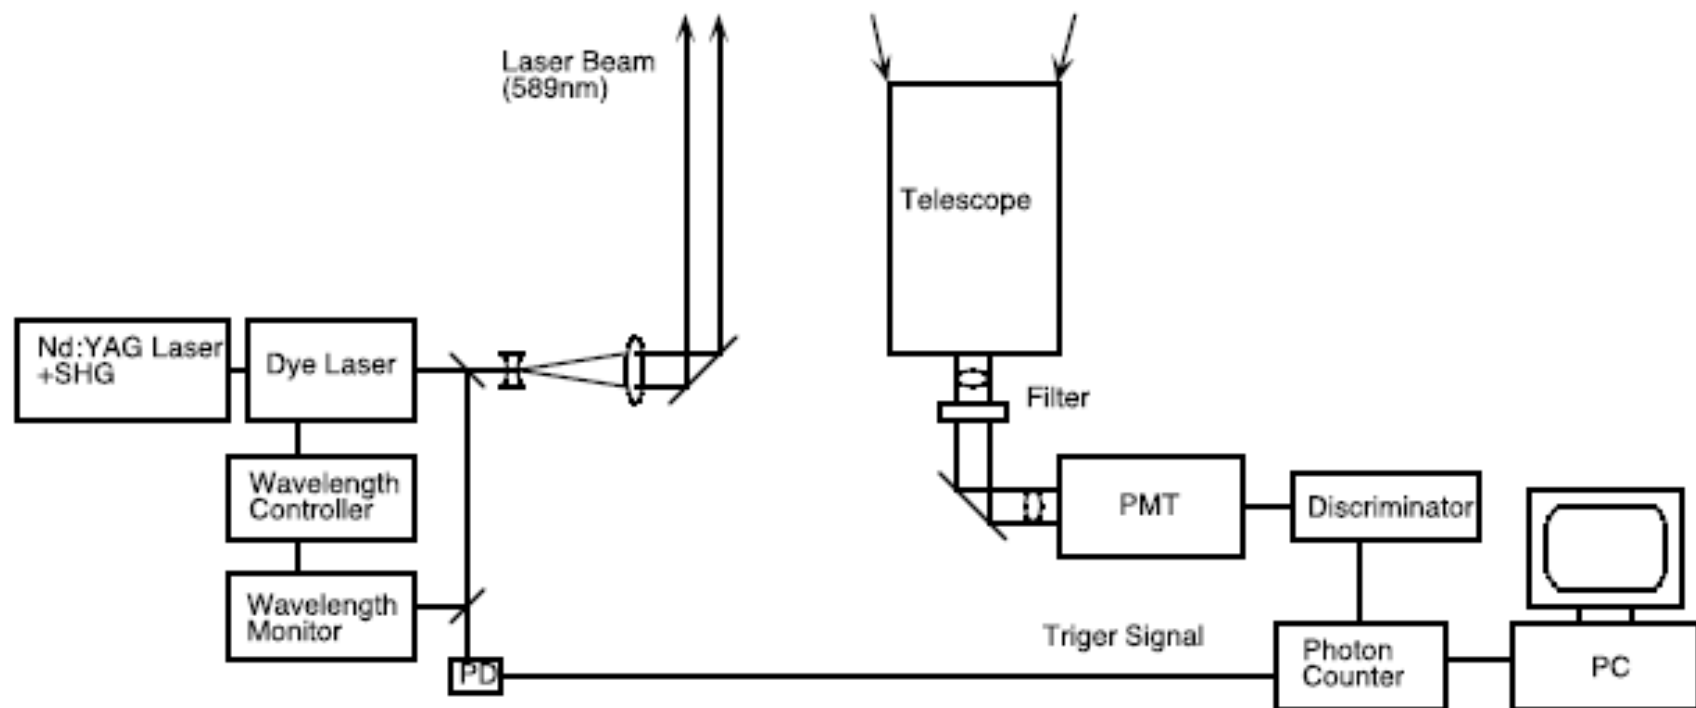 Laser Beam
(589nm)
Telescope
Nd:YAG Laser
+SHG
Dye Laser
Filter
Wavelength
Controller
PMT
Discriminator
Wavelength
Monitor
Triger Signal
Photon
Counter
PC
PD